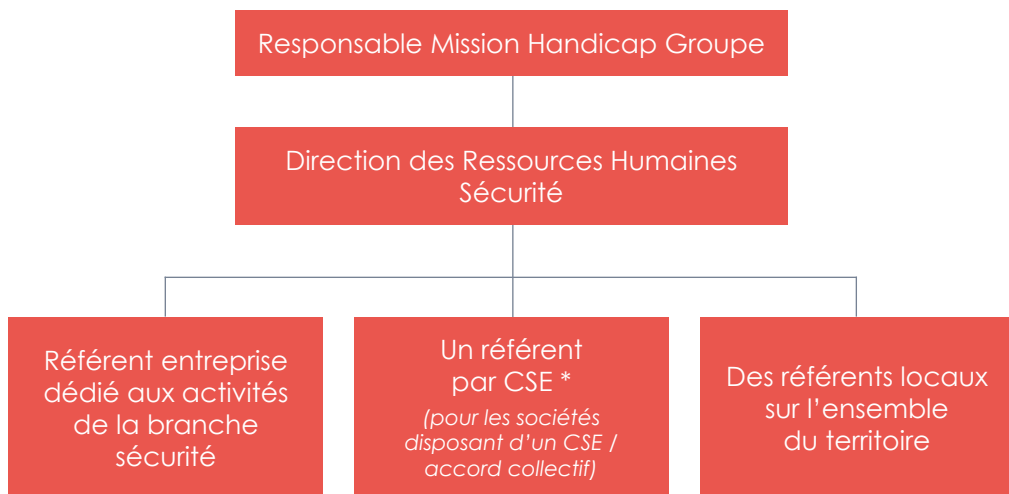 Responsable Mission Handicap Groupe
Direction des Ressources Humaines
Sécurité
Référent entreprise
dédié aux activités
de la branche
sécurité
Un référent
par CSE *
(pour les sociétés
disposant d'un CSE /
accord collectif)
Des référents locaux
sur l'ensemble
du territoire